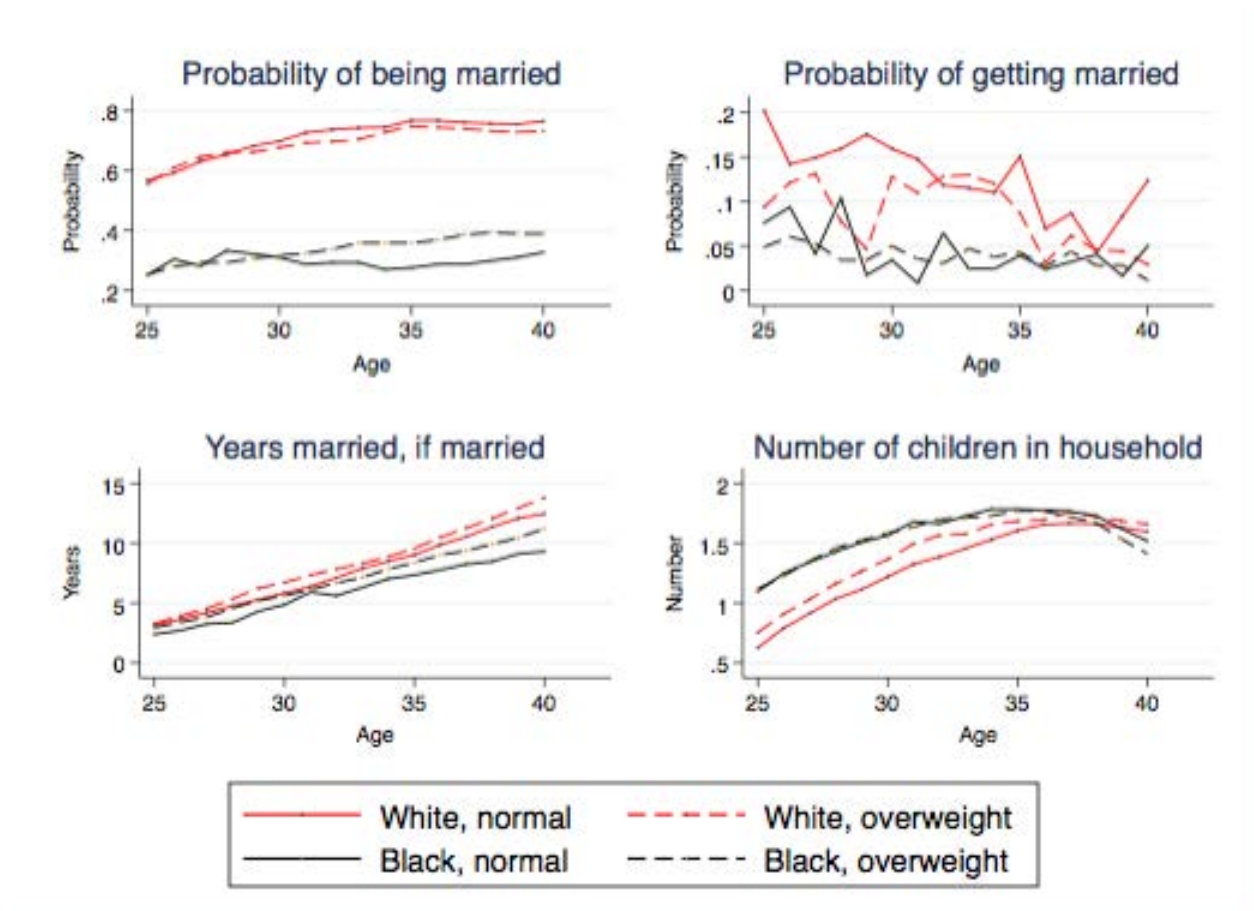 Probability of being married
.8
.6
.4
.2
Probability
25 30 35 40
Age
Probability of getting married
.2
.15
.1
.05
0
Probability
25 30 35 40
Age
Years married, if married
15
10
5
0
Years
25 30 35 40
Age
Number of children in household
2
1.5
1
.5
Number
25 30 35 40
Age
White, normal White, overweight
Black, normal Black, overweight